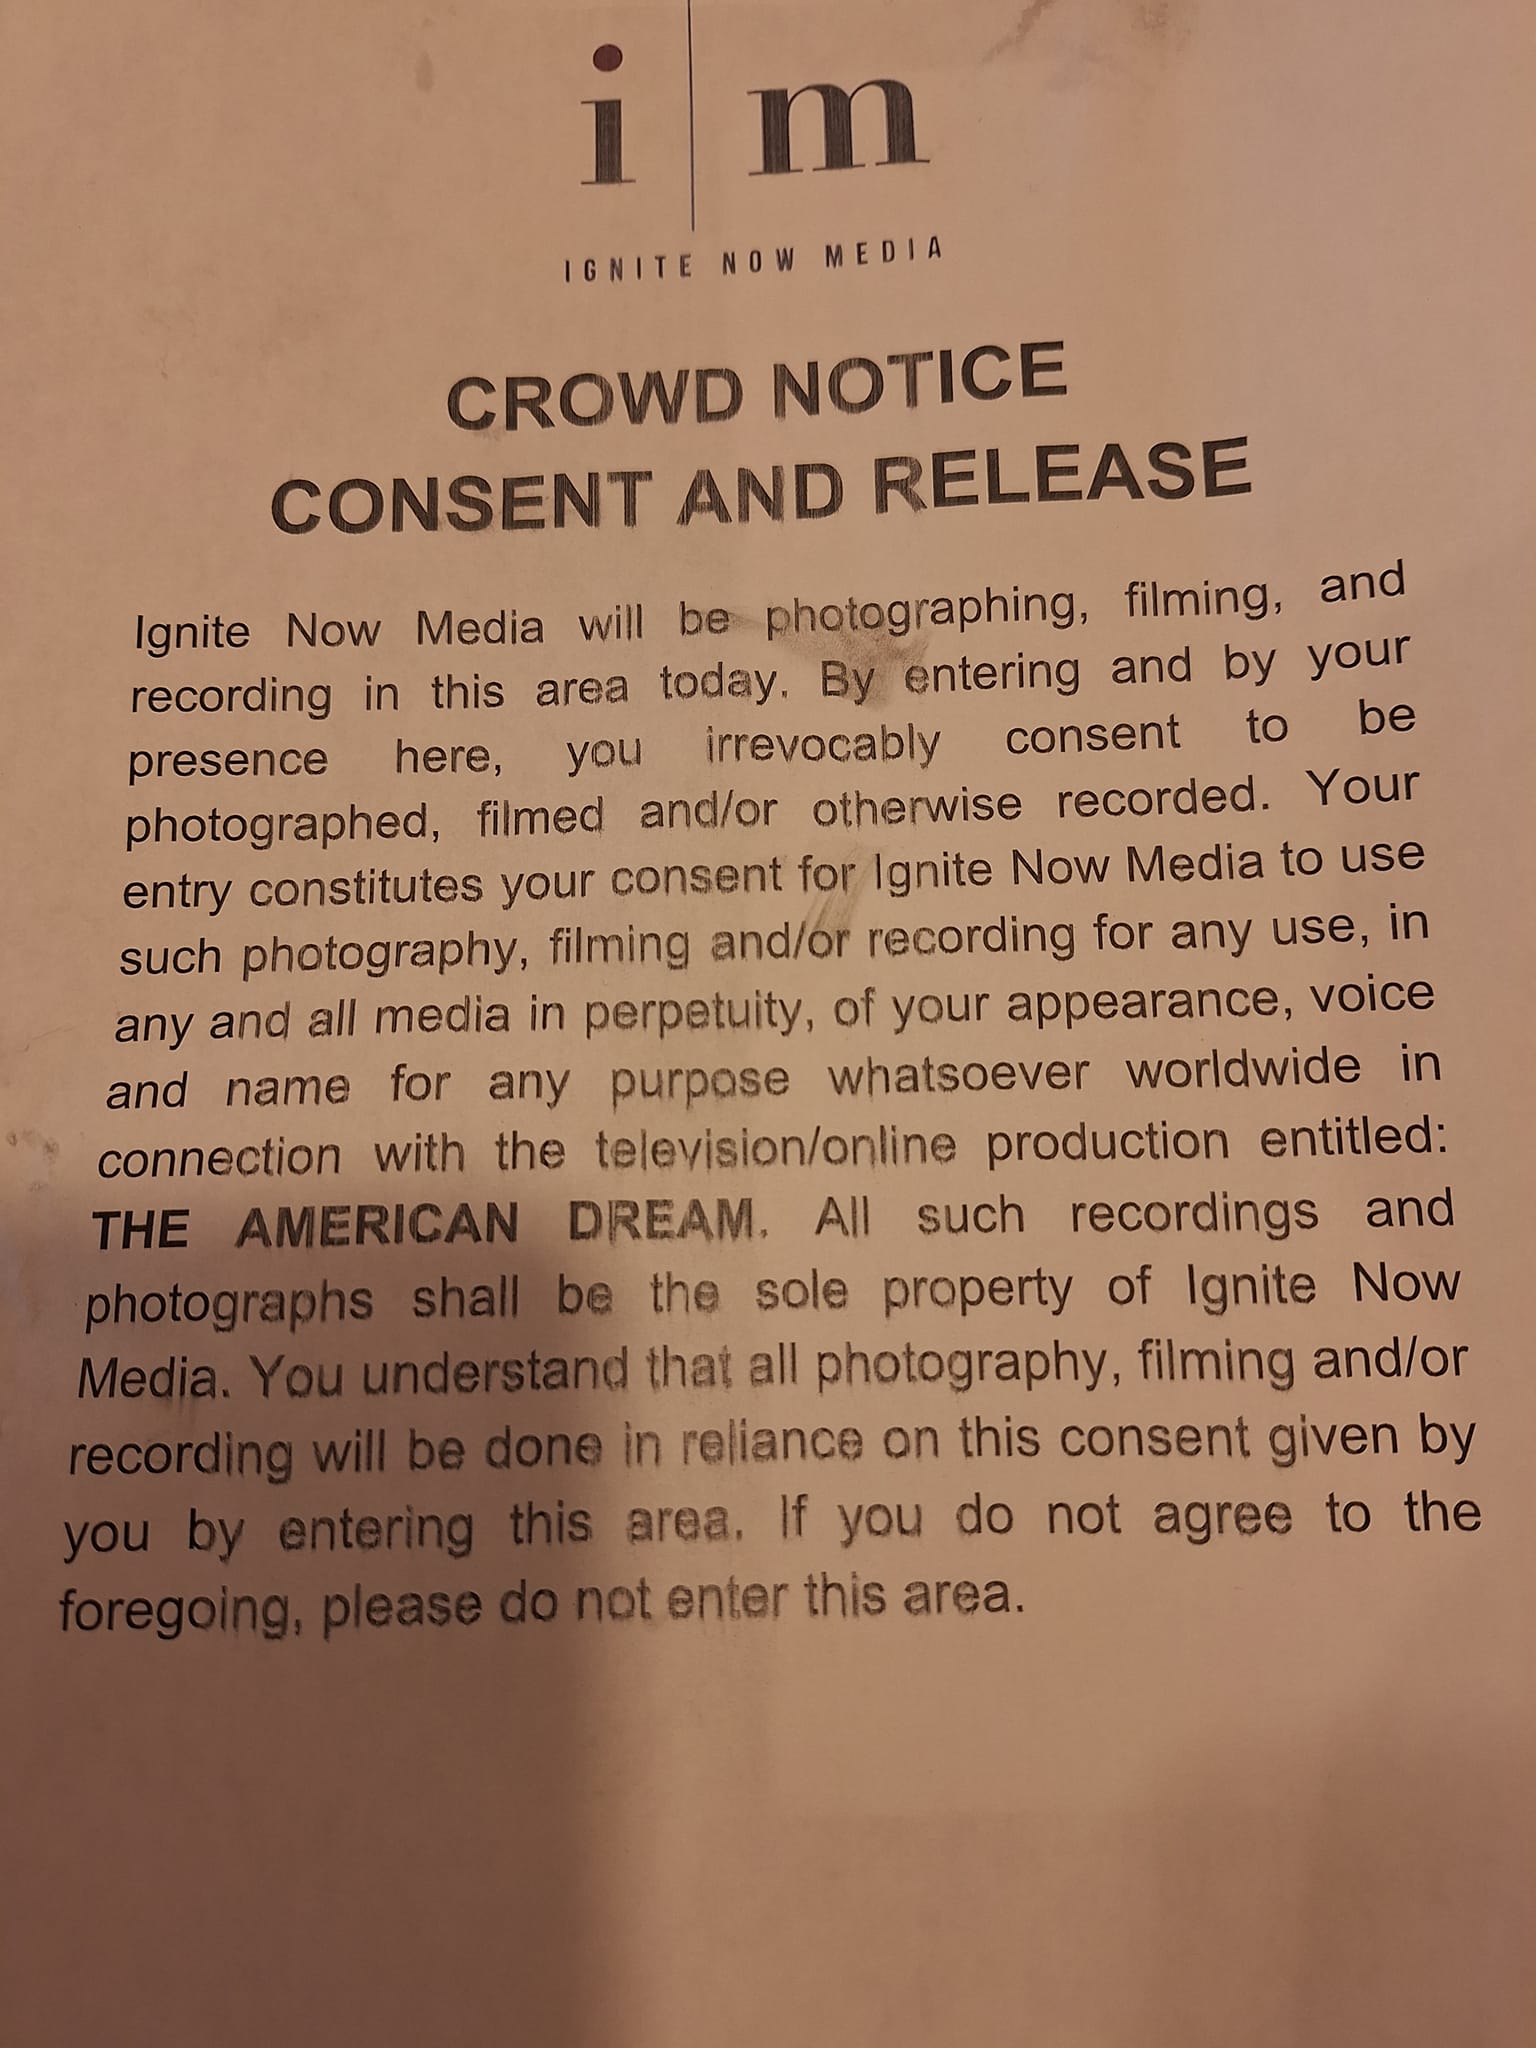 i m
IGNITE NOW MEDIA
CROWD NOTICE
CONSENT AND RELEASE
Ignite Now Media will be photographing, filming, and
recording in this area today. By entering and by your
presence here, you irrevocably consent to be
photographed, filmed and/or otherwise recorded. Your
entry constitutes your consent for Ignite Now Media to use
such photography, filming and/or recording for any use, in
any and all media in perpetuity, of your appearance, voice
and name for any purpose whatsoever worldwide in
connection with the television/online production entitled:
THE AMERICAN DREAM. All such recordings and
photographs shall be the sole property of Ignite Now
Media. You understand that all photography, filming and/or
recording will be done in reliance on this consent given by
you by entering this area. If you do not agree to the
foregoing, please do not enter this area.